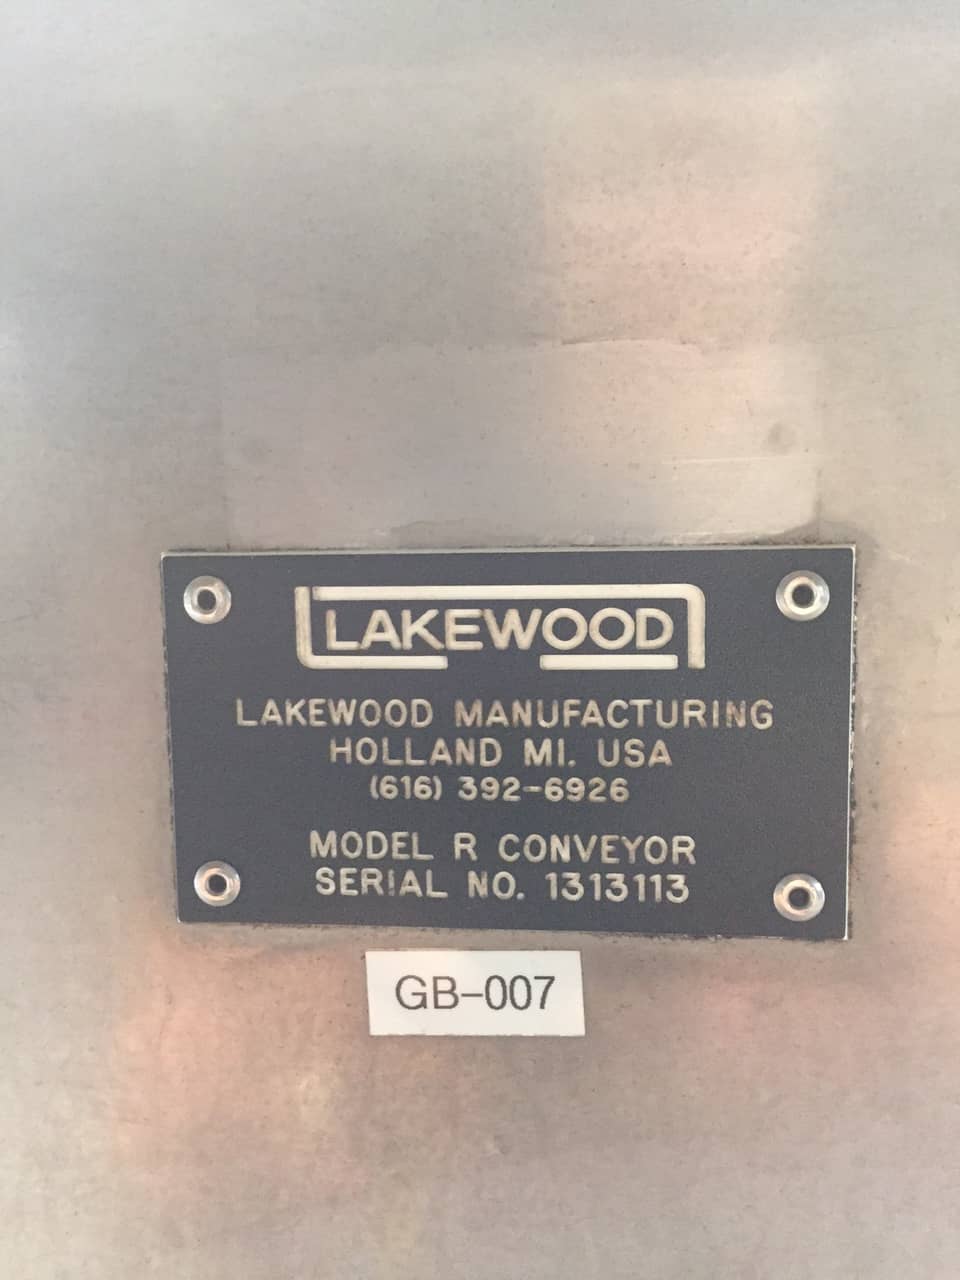 LAKEWOOD
LAKEWOOD MANUFACTURING
HOLLAND MI. USA
(616) 392-6926
MODEL R CONVEYOR
SERIAL NO. 1313113
GB-007